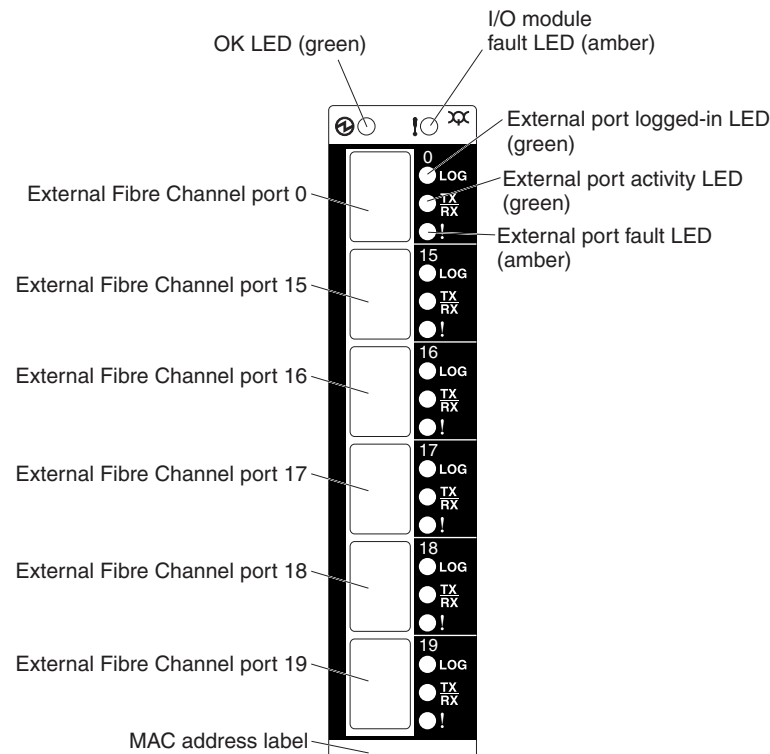 I/O module
fault LED (amber)
OK LED (green)
!
External port logged-in LED
(green)
External port activity LED
(green)
External port fault LED
(amber)
External Fibre Channel port 0
0
LOG
TX
RX
!
External Fibre Channel port 15
15
LOG
TX
RX
!
External Fibre Channel port 16
16
LOG
TX
RX
!
External Fibre Channel port 17
17
LOG
TX
RX
!
External Fibre Channel port 18
18
LOG
TX
RX
!
External Fibre Channel port 19
19
LOG
TX
RX
!
MAC address label